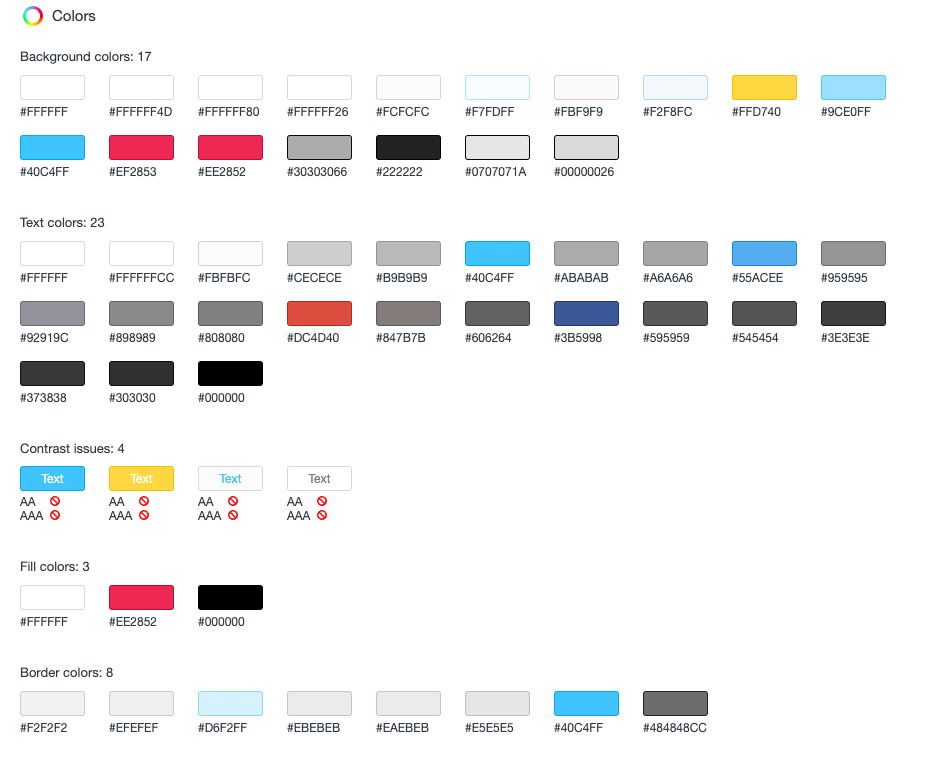 Colors
Background colors: 17
#FFFFFF #FFFFFF4D #FFFFFF80 #FFFFFF26 #FCFCFC #F7FDFF #FBF9F9 #F2F8FC #FFD740 #9CE0FF
#40C4FF #EF2853 #EE2852 #30303066 #222222 #0707071A #00000026
Text colors: 23
#FFFFFF #FFFFFFCC #FBFBFC #CECECE #B9B9B9 #40C4FF #ABABAB #A6A6A6 #55ACEE #959595
#92919C #898989 #808080 #DC4D40 #847B7B #606264 #3B5998 #595959 #545454 #3E3E3E
#373838 #303030 #000000
Contrast issues: 4
Text Text Text Text
AA AA AA AA
AAA AAA AAA AAA
Fill colors: 3
#FFFFFF #EE2852 #000000
Border colors: 8
#F2F2F2 #EFEFEF #D6F2FF #EBEBEB #EAEBEB #E5E5E5 #40C4FF #484848CC